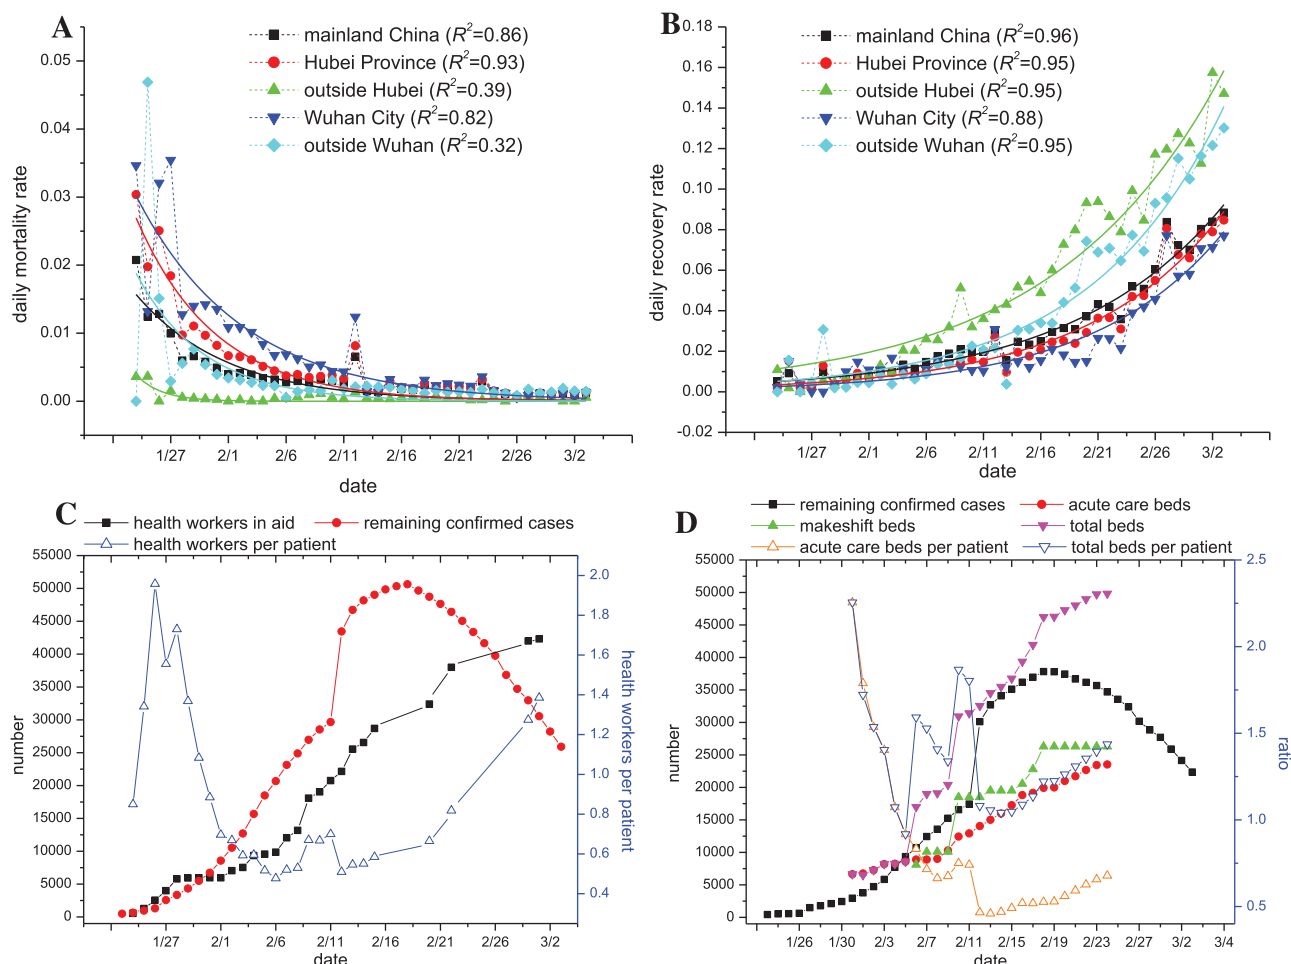 A
mainland China (R²=0.86)
Hubei Province (R²=0.93)
outside Hubei (R²=0.39)
Wuhan City (R²=0.82)
outside Wuhan (R²=0.32)
0.05
0.04
0.03
0.02
0.01
0.00
daily mortality rate
1/27 2/1 2/6 2/11 2/16 2/21 2/26 3/2
date
B
mainland China (R²=0.96)
Hubei Province (R²=0.95)
outside Hubei (R²=0.95)
Wuhan City (R²=0.88)
outside Wuhan (R²=0.95)
0.18
0.16
0.14
0.12
0.10
0.08
0.06
0.04
0.02
0.00
-0.02
daily recovery rate
1/27 2/1 2/6 2/11 2/16 2/21 2/26 3/2
date
C
health workers in aid remaining confirmed cases
health workers per patient
55000
50000
45000
40000
35000
30000
25000
20000
15000
10000
5000
0
number
2.0
1.8
1.6
1.4
1.2
1.0
0.8
0.6
0.4
health workers per patient
1/27 2/1 2/6 2/11 2/16 2/21 2/26 3/2
date
D
remaining confirmed cases acute care beds
makeshift beds total beds
acute care beds per patient total beds per patient
55000
50000
45000
40000
35000
30000
25000
20000
15000
10000
5000
0
number
2.5
2.0
1.5
1.0
0.5
ratio
1/26 1/30 2/3 2/7 2/11 2/15 2/19 2/23 2/27 3/2 3/4
date